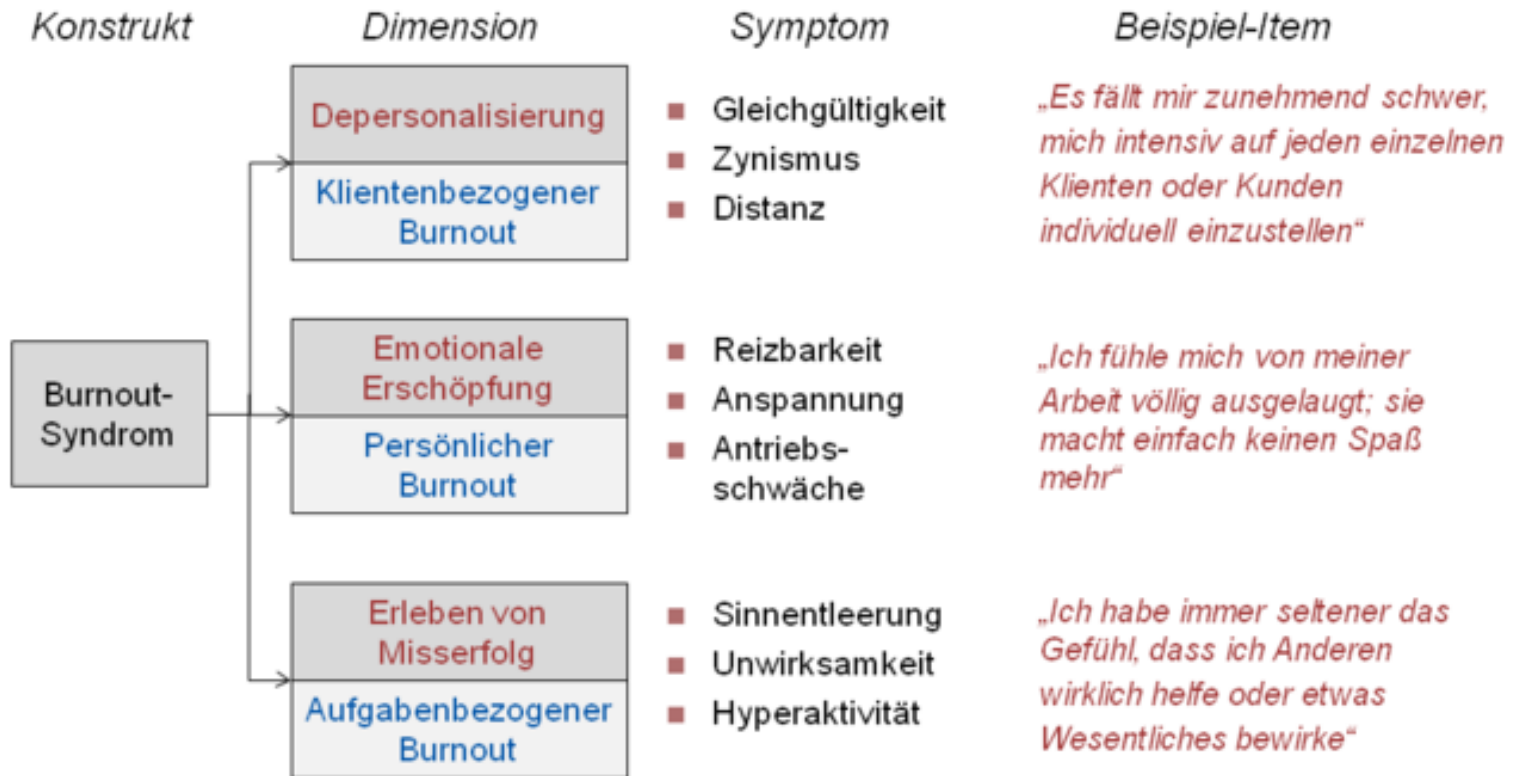 Konstrukt
Dimension
Symptom
Beispiel-Item
Depersonalisierung
Klientenbezogener
Burnout
Gleichgültigkeit
Zynismus
Distanz
„Es fällt mir zunehmend schwer,
mich intensiv auf jeden einzelnen
Klienten oder Kunden
individuell einzustellen“
Burnout-
Syndrom
Emotionale
Erschöpfung
Persönlicher
Burnout
Reizbarkeit
Anspannung
Antriebs-
schwäche
„Ich fühle mich von meiner
Arbeit völlig ausgelaugt; sie
macht einfach keinen Spaß
mehr“
Erleben von
Misserfolg
Aufgabenbezogener
Burnout
Sinnentleerung
Unwirksamkeit
Hyperaktivität
„Ich habe immer seltener das
Gefühl, dass ich Anderen
wirklich helfe oder etwas
Wesentliches bewirke“